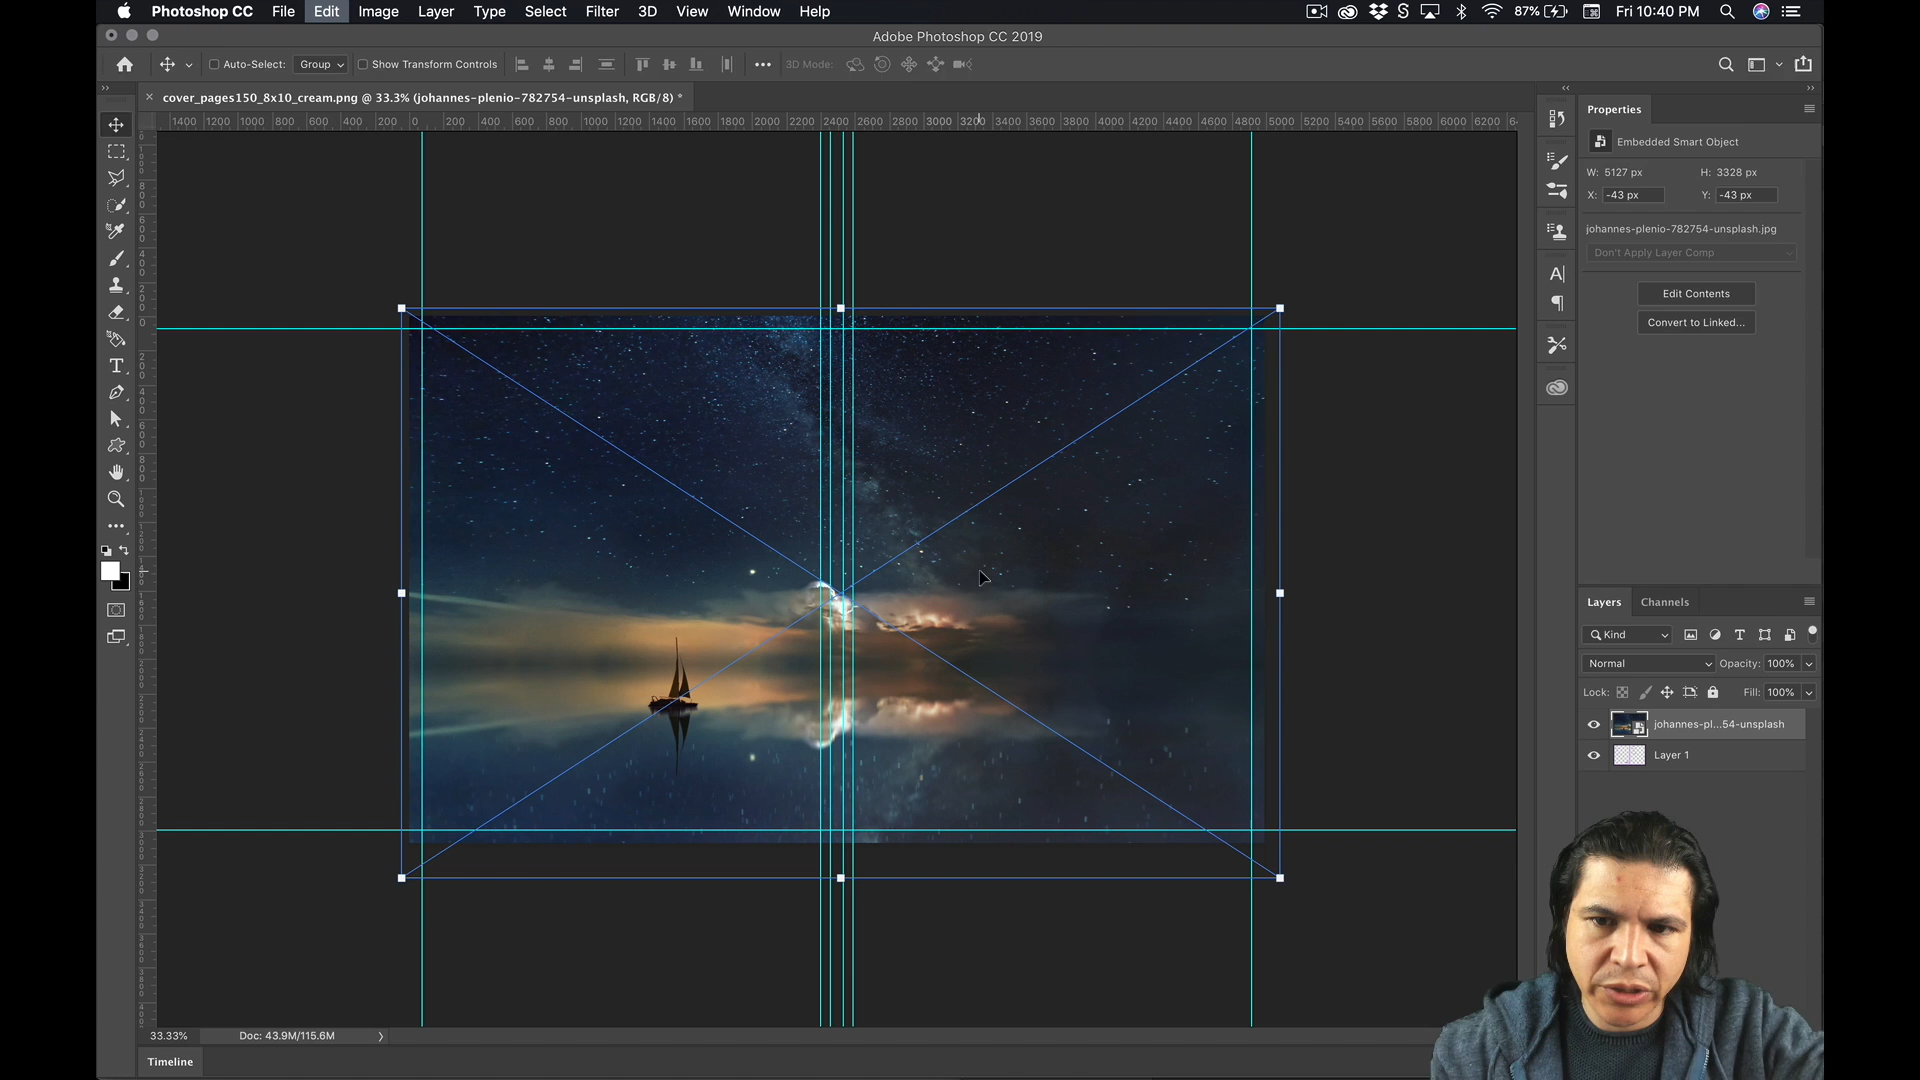 Photoshop CC File Edit Image Layer Type Select Filter 3D View Window Help 87% Fri 10:40 PM
Adobe Photoshop CC 2019
Auto-Select: Group Show Transform Controls 3D Mode:
cover_pages150_8x10_cream.png @ 33.3% (johannes-plenio-782754-unsplash, RGB/8) *
1400 1200 1000 800 600 400 200 0 200 400 600 800 1000 1200 1400 1600 1800 2000 2200 2400 2600 2800 3000 3200 3400 3600 3800 4000 4200 4400 4600 4800 5000 5200 5400 5600 5800 6000 6200
Properties
Embedded Smart Object
W: 5127 px H: 3328 px
X: -43 px Y: -43 px
johannes-plenio-782754-unsplash.jpg
Don't Apply Layer Comp
Edit Contents
Convert to Linked...
Layers Channels
Kind
Normal Opacity: 100%
Lock: Fill: 100%
johannes-pl...54-unsplash
Layer 1
33.33% Doc: 43.9M/115.6M
Timeline